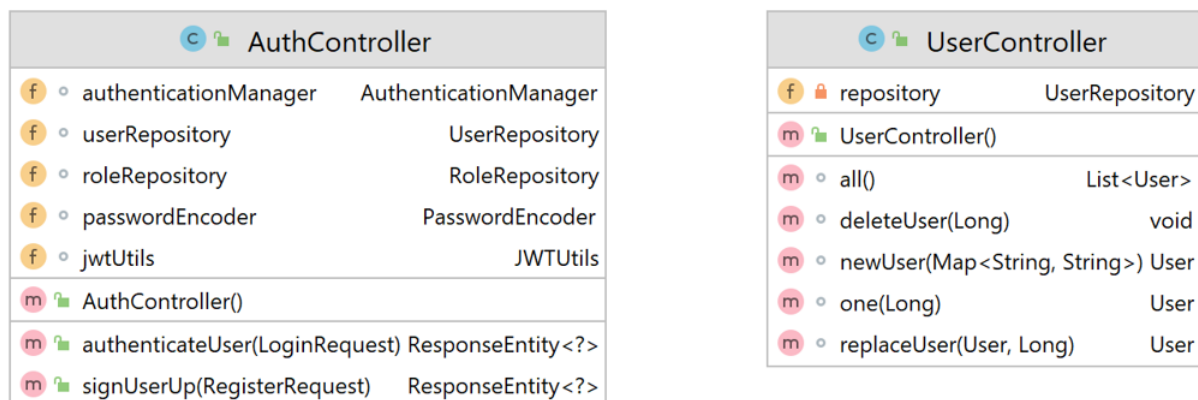 C AuthController
f authenticationManager AuthenticationManager
f userRepository UserRepository
f roleRepository RoleRepository
f passwordEncoder PasswordEncoder
f jwtUtils JWTUtils
m AuthController()
m authenticateUser(LoginRequest) ResponseEntity<?>
m signUserUp(RegisterRequest) ResponseEntity<?>
C UserController
f repository UserRepository
m UserController()
m all() List<User>
m deleteUser(Long) void
m newUser(Map<String, String>) User
m one(Long) User
m replaceUser(User, Long) User